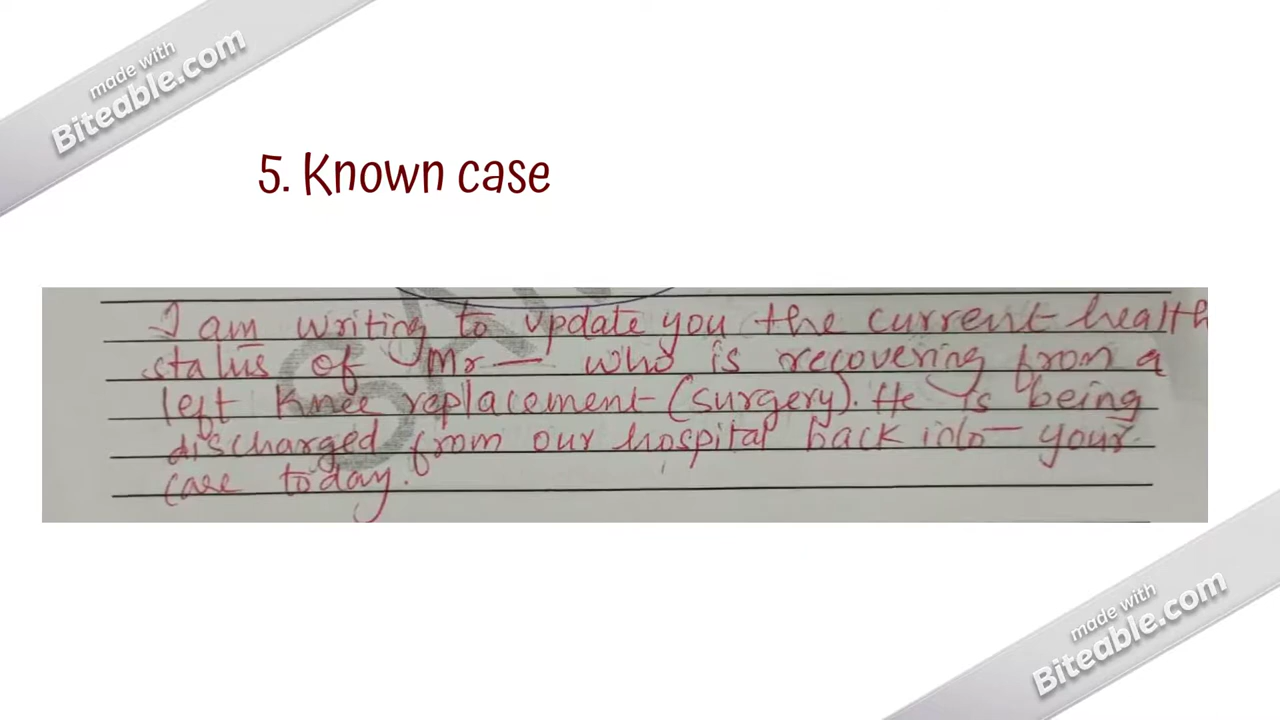 made with
Biteable.com
5. Known case
I am writing to update you the current health
status of Mr — who is recovering from a
left knee replacement (surgery). He is being
discharged from our hospital back into your
care today.
made with
Biteable.com